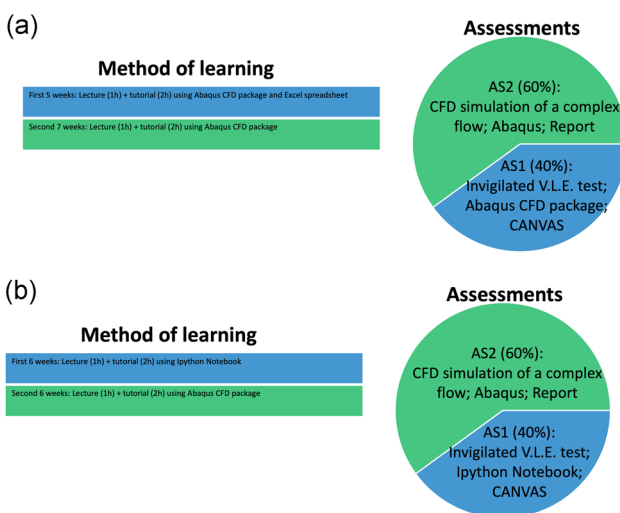 (a)
Method of learning
First 5 weeks: Lecture (1h) + tutorial (2h) using Abaqus CFD package and Excel spreadsheet
Second 7 weeks: Lecture (1h) + tutorial (2h) using Abaqus CFD package
Assessments
AS2 (60%):
CFD simulation of a complex
flow; Abaqus; Report
AS1 (40%):
Invigilated V.L.E. test;
Abaqus CFD package;
CANVAS
(b)
Method of learning
First 6 weeks: Lecture (1h) + tutorial (2h) using Ipython Notebook
Second 6 weeks: Lecture (1h) + tutorial (2h) using Abaqus CFD package
Assessments
AS2 (60%):
CFD simulation of a complex
flow; Abaqus; Report
AS1 (40%):
Invigilated V.L.E. test;
Ipython Notebook;
CANVAS